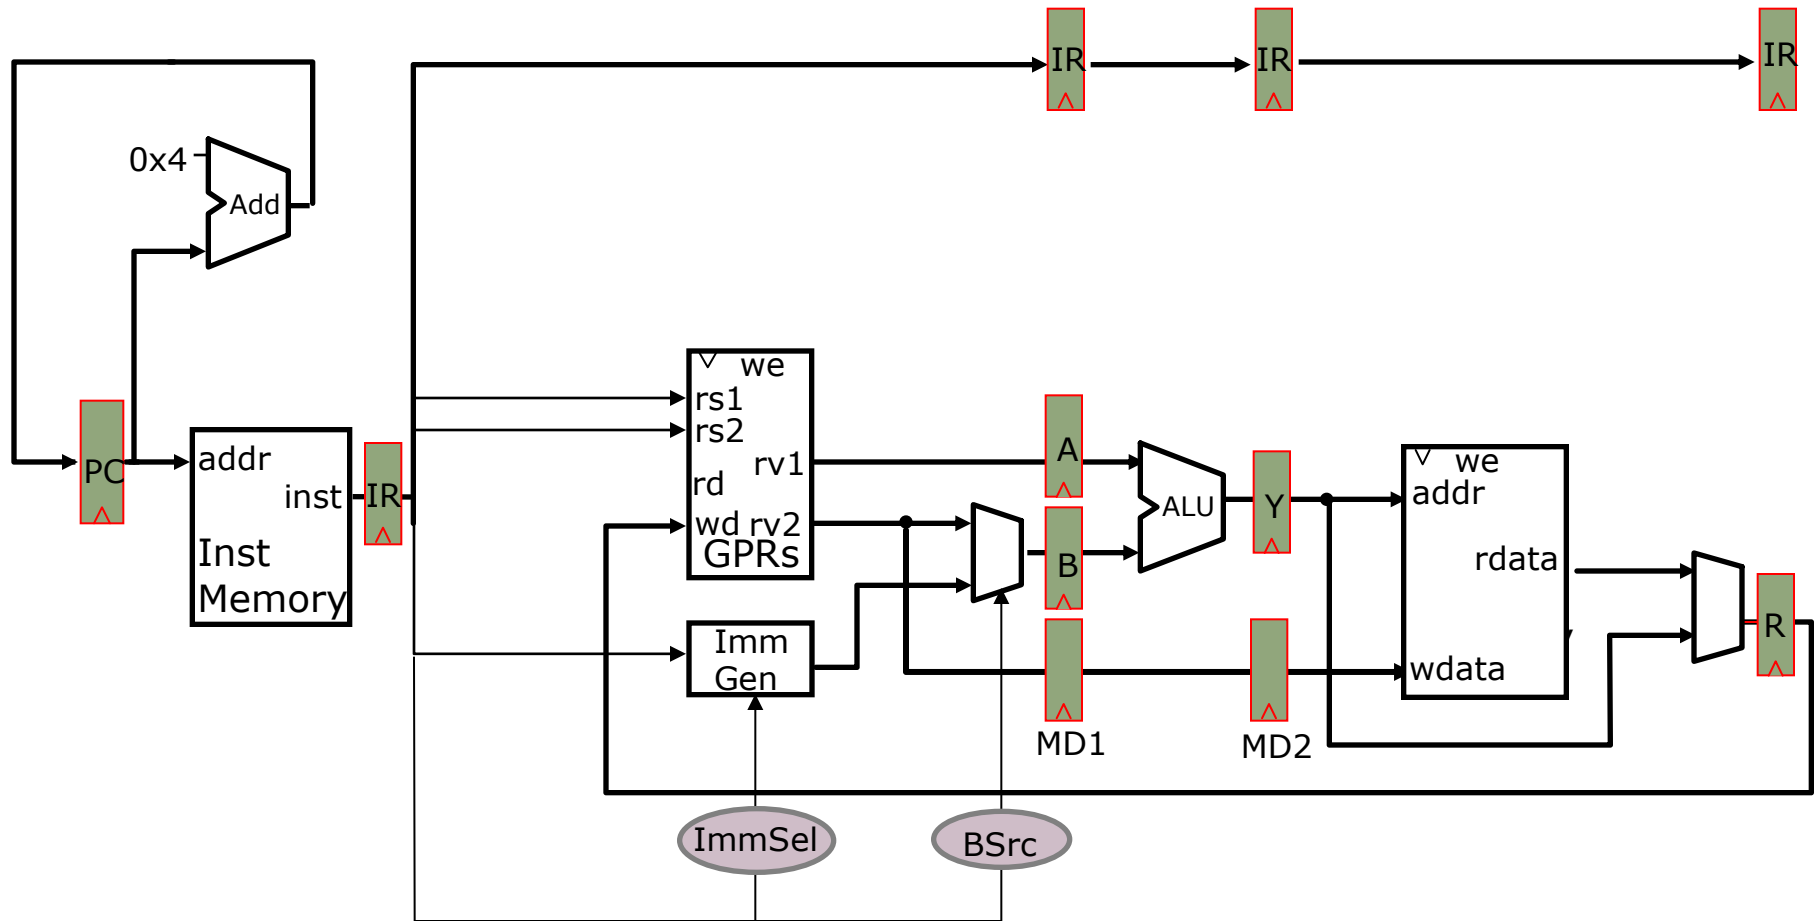 IR
IR
IR
0x4
Add
we
rs1
rs2
rv1
rd
wd rv2
GPRs
PC
addr
inst
Inst
Memory
IR
A
B
ALU
Y
we
addr
rdata
wdata
R
Imm
Gen
MD1
MD2
ImmSel
BSrc